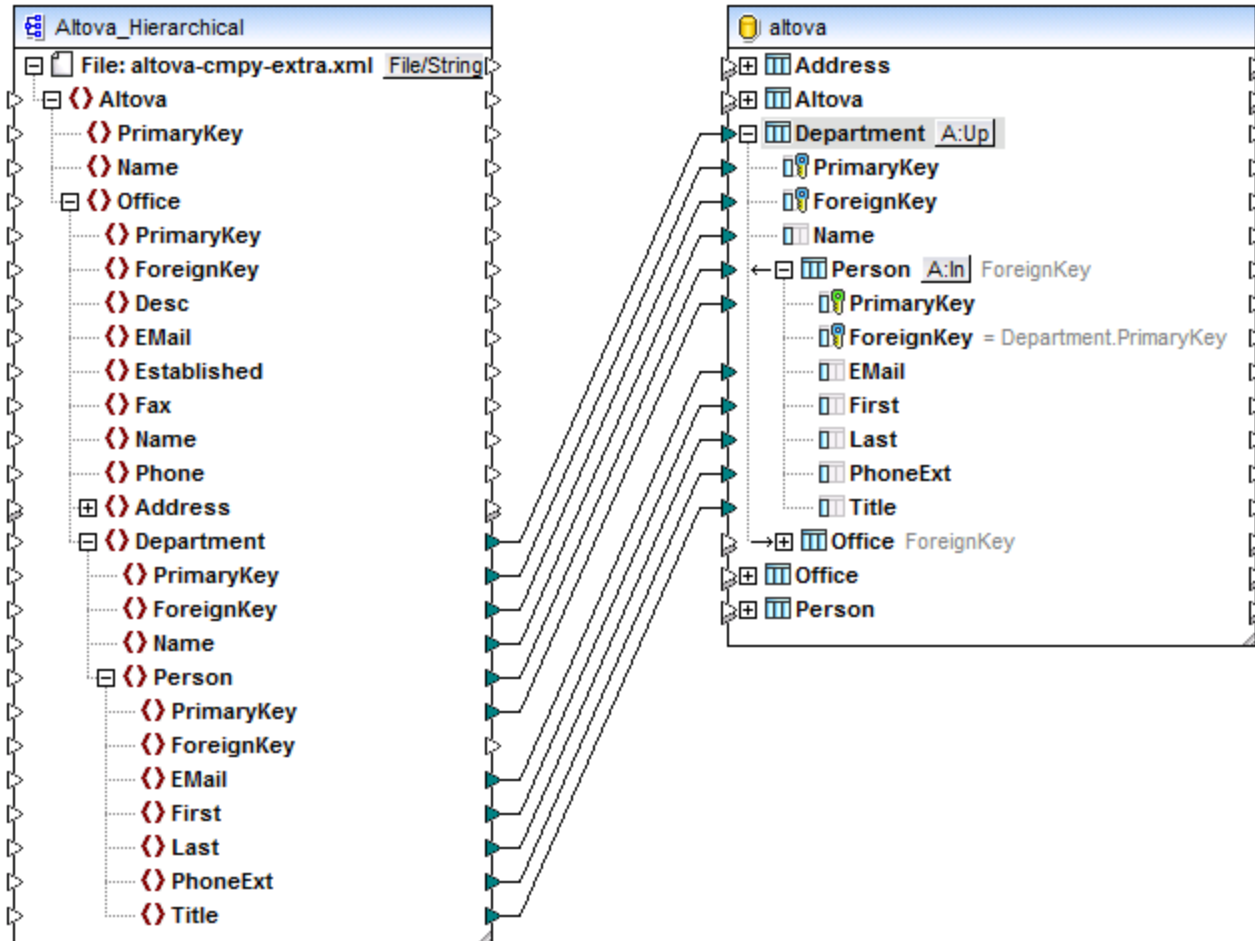 Altova_Hierarchical
File: altova-cmpy-extra.xml File/String
Altova
PrimaryKey
Name
Office
PrimaryKey
ForeignKey
Desc
EMail
Established
Fax
Name
Phone
Address
Department
PrimaryKey
ForeignKey
Name
Person
PrimaryKey
ForeignKey
EMail
First
Last
PhoneExt
Title
altova
Address
Altova
Department A:Up
PrimaryKey
ForeignKey
Name
Person A:In ForeignKey
PrimaryKey
ForeignKey = Department.PrimaryKey
EMail
First
Last
PhoneExt
Title
Office ForeignKey
Office
Person